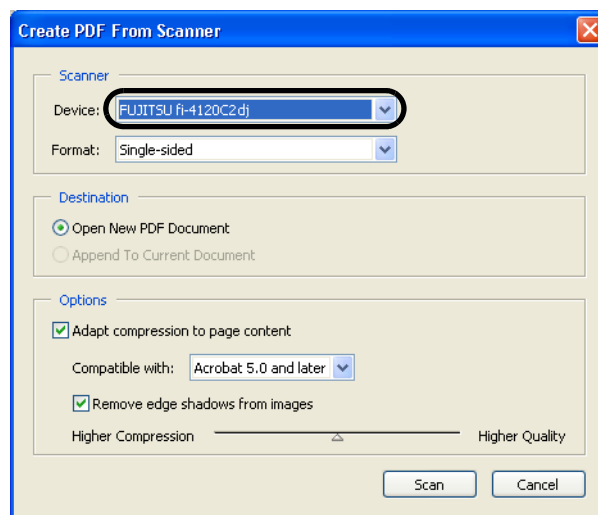 Create PDF From Scanner
Scanner
Device: FUJITSU fi-4120C2dj
Format: Single-sided
Destination
Open New PDF Document
Append To Current Document
Options
Adapt compression to page content
Compatible with: Acrobat 5.0 and later
Remove edge shadows from images
Higher Compression Higher Quality
Scan Cancel